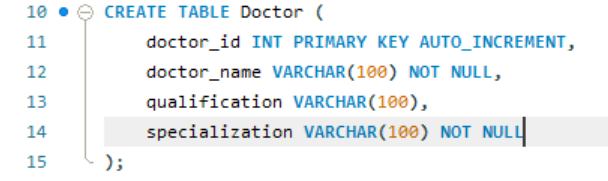 10 CREATE TABLE Doctor (
11 doctor_id INT PRIMARY KEY AUTO_INCREMENT,
12 doctor_name VARCHAR(100) NOT NULL,
13 qualification VARCHAR(100),
14 specialization VARCHAR(100) NOT NULL
15 );